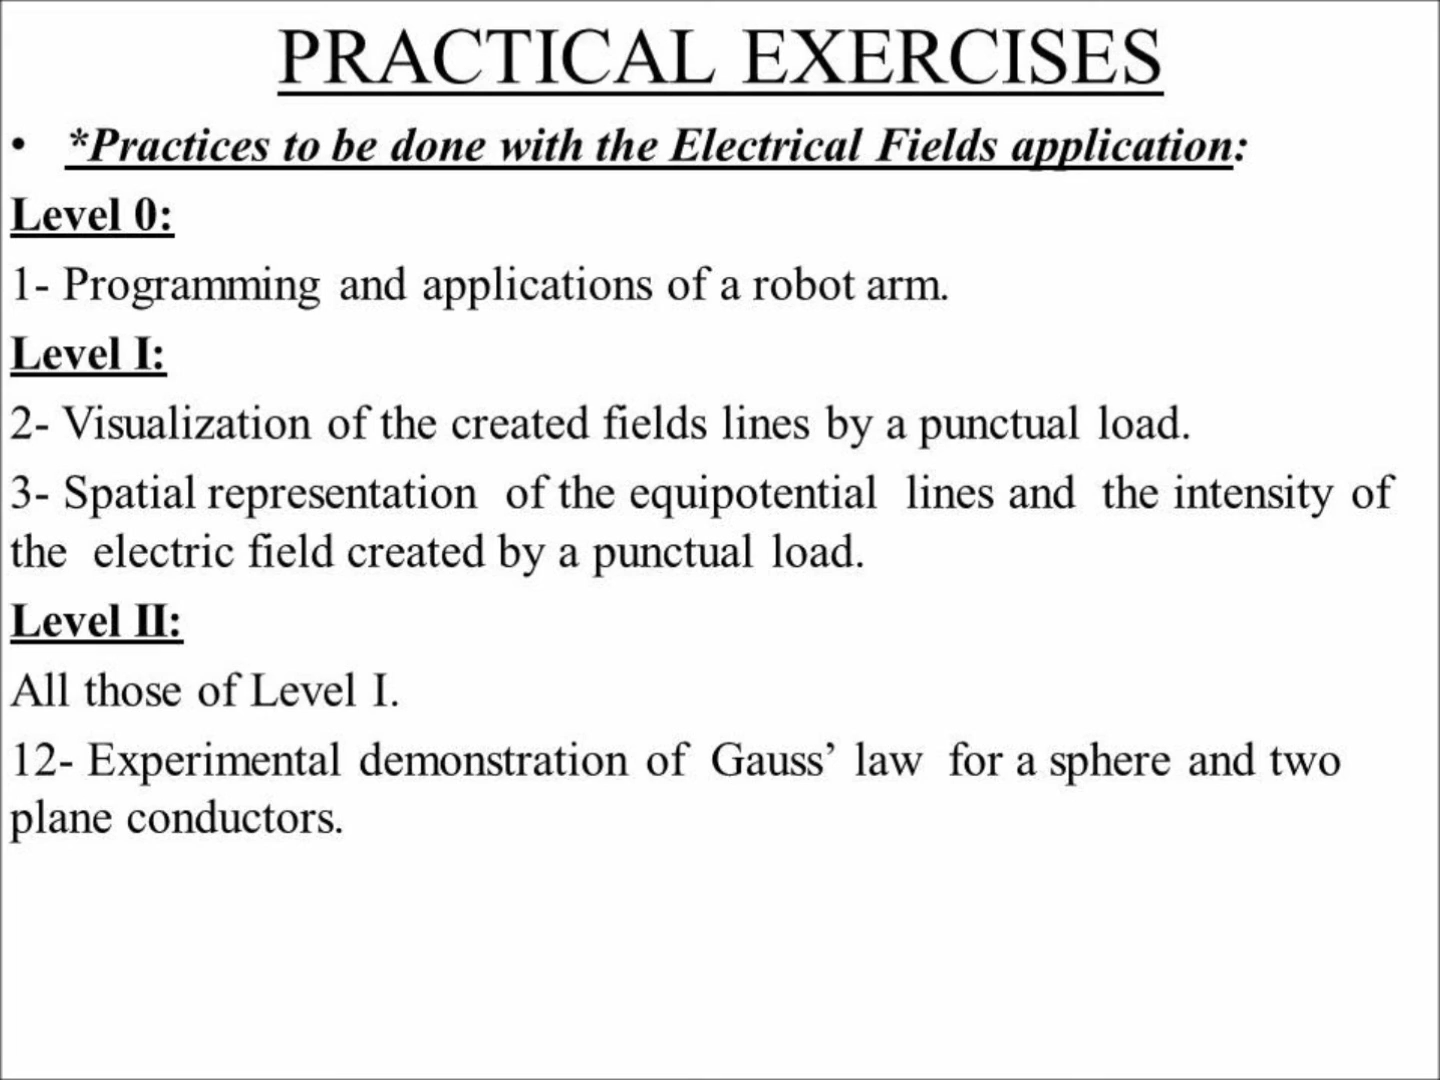 PRACTICAL EXERCISES
• *Practices to be done with the Electrical Fields application:
Level 0:
1- Programming and applications of a robot arm.
Level I:
2- Visualization of the created fields lines by a punctual load.
3- Spatial representation of the equipotential lines and the intensity of
the electric field created by a punctual load.
Level II:
All those of Level I.
12- Experimental demonstration of Gauss’ law for a sphere and two
plane conductors.